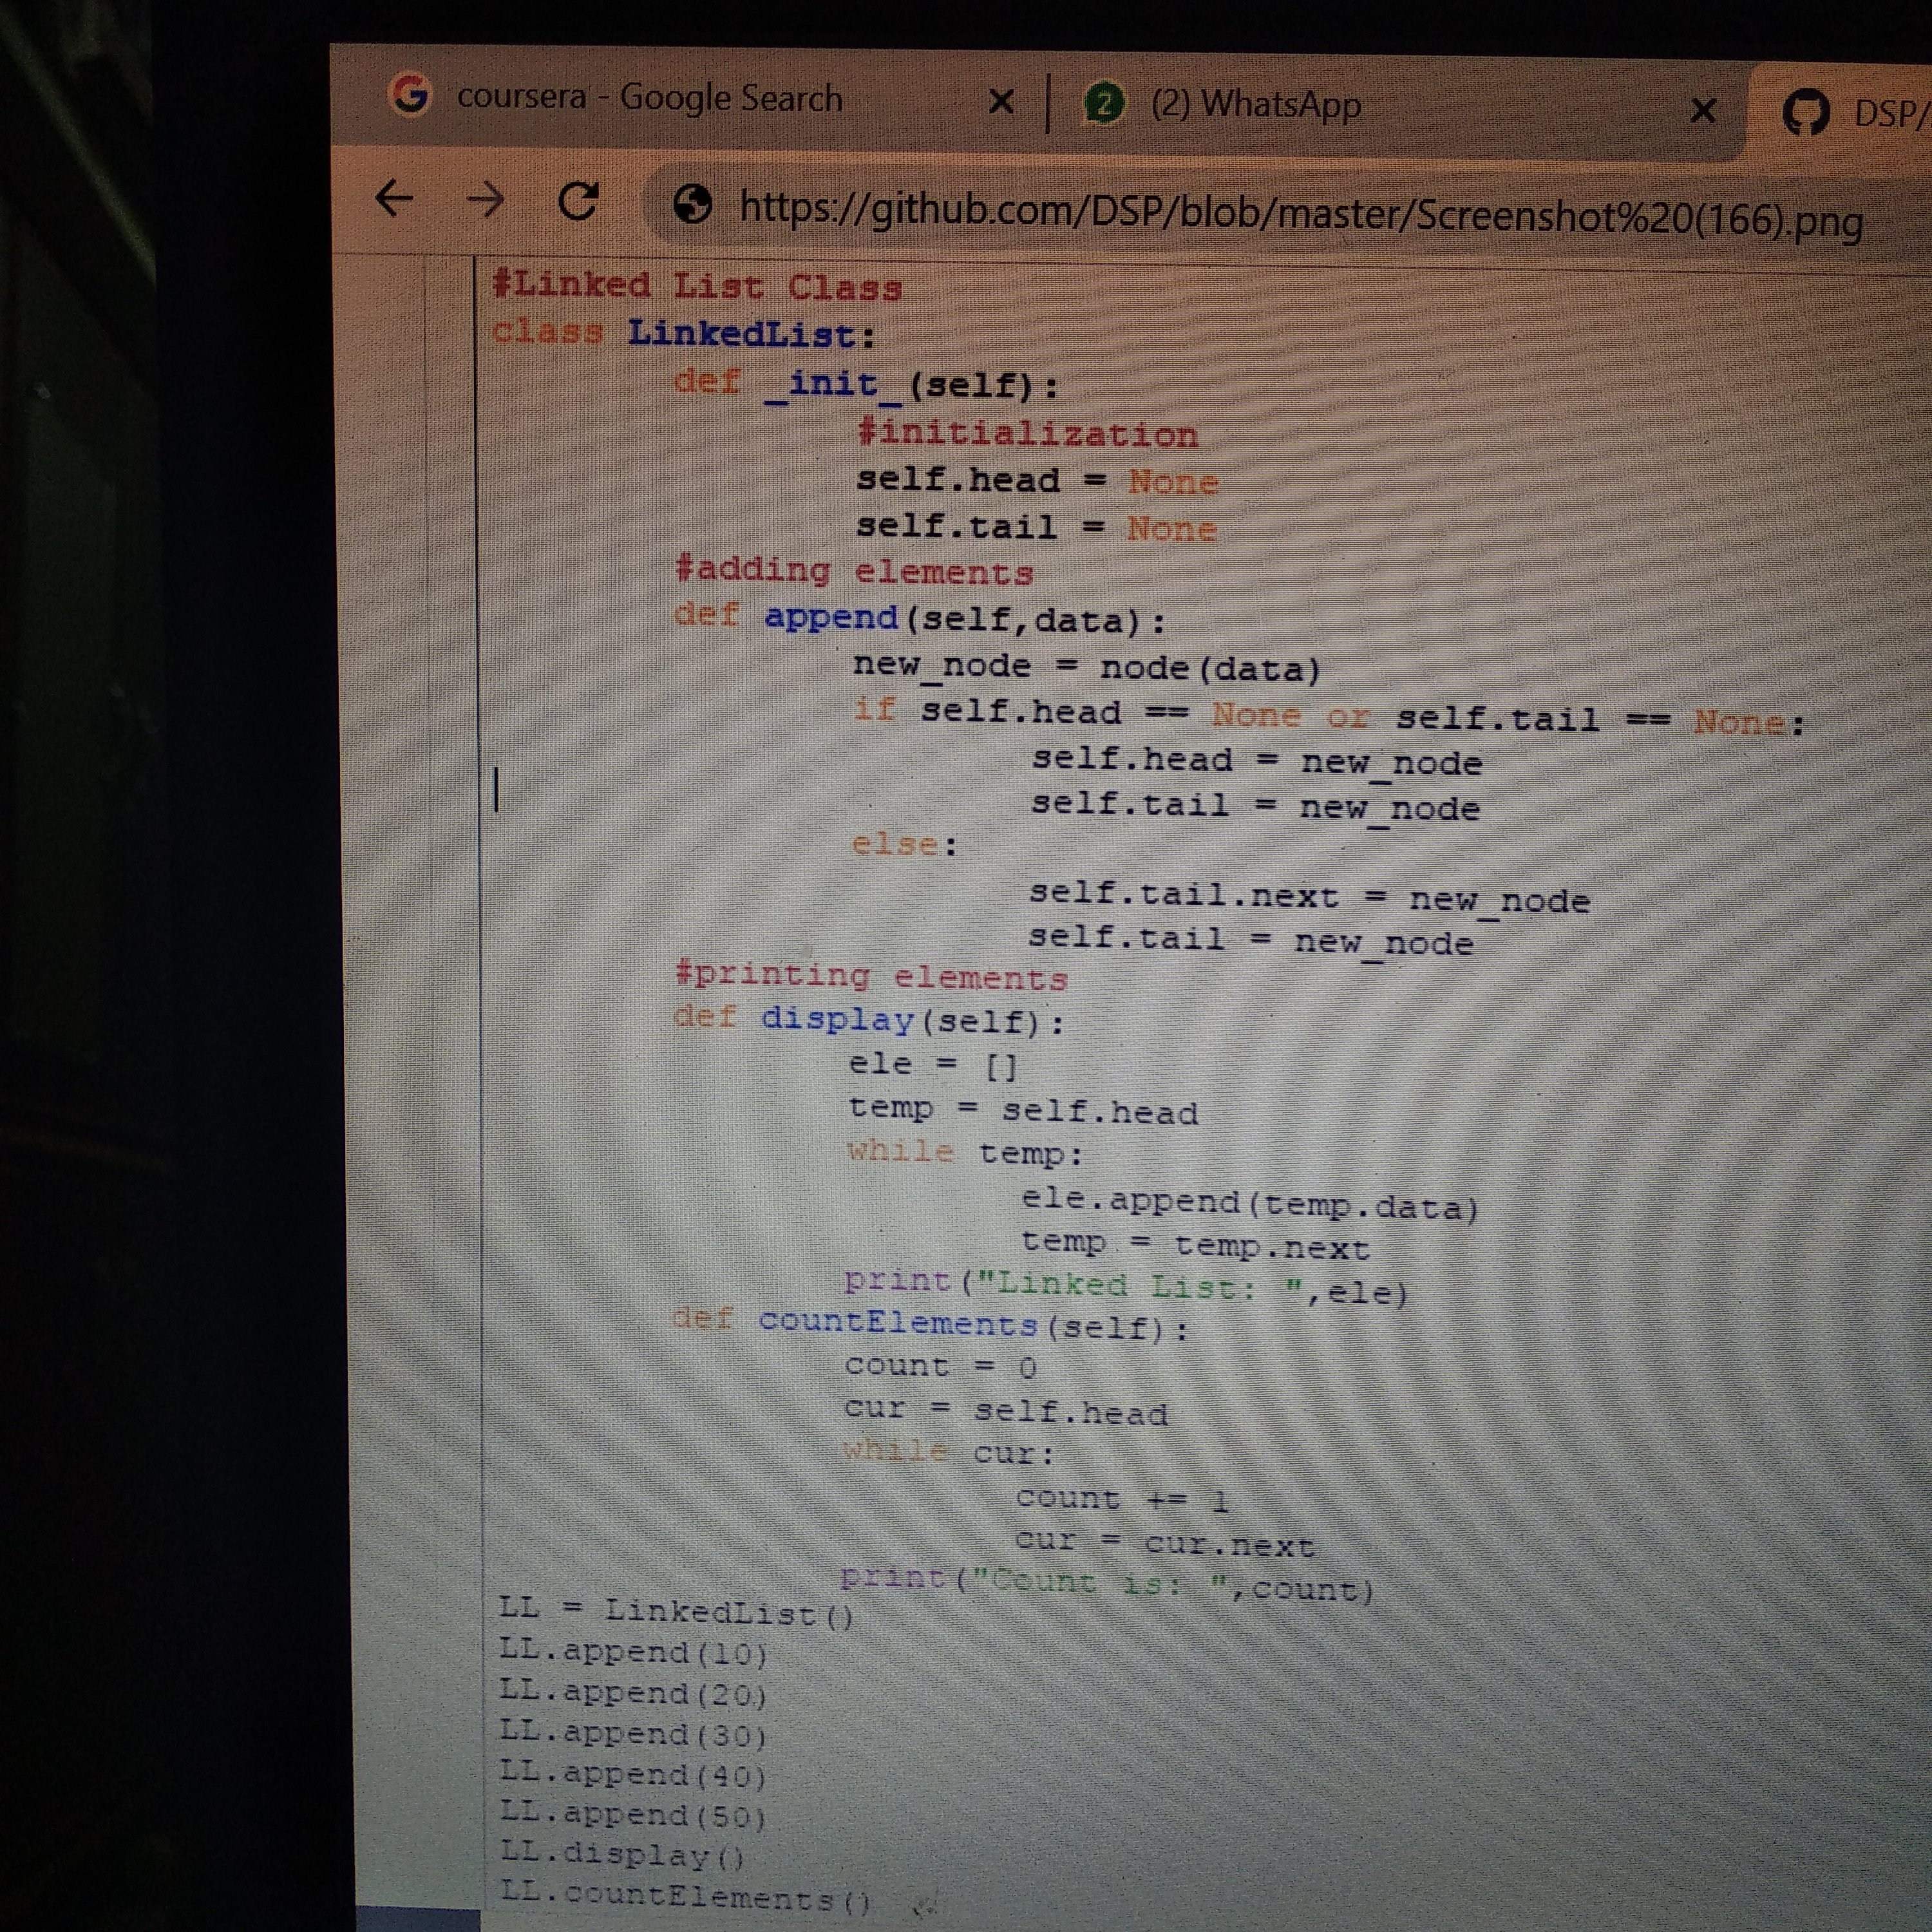 coursera - Google Search
2
(2) WhatsApp
DSP/
https://github.com/DSP/blob/master/Screenshot%20(166).png
#Linked List Class
class LinkedList:
def _init_(self):
#initialization
self.head = None
self.tail = None
#adding elements
def append(self,data):
new_node = node(data)
if self.head == None or self.tail == None:
self.head = new_node
self.tail = new_node
else:
self.tail.next = new_node
self.tail = new_node
#printing elements
def display(self):
ele = []
temp = self.head
while temp:
ele.append(temp.data)
temp = temp.next
print("Linked List: ",ele)
def countElements(self):
count = 0
cur = self.head
while cur:
count += 1
cur = cur.next
print("Count is: ",count)
LL = LinkedList()
LL.append(10)
LL.append(20)
LL.append(30)
LL.append(40)
LL.append(50)
LL.display()
LL.countElements()